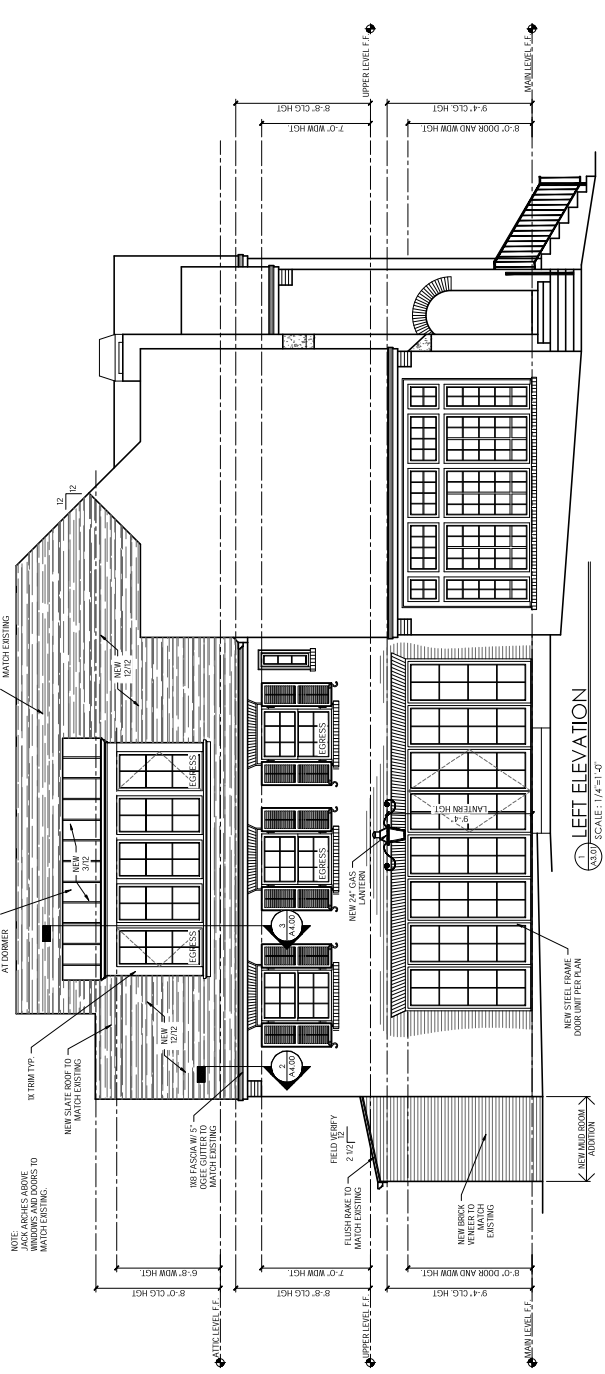 NOTE:
JACK ARCHES ABOVE
WINDOWS AND DOORS TO
MATCH EXISTING.
1X TRIM TYP.
NEW SLATE ROOF TO
MATCH EXISTING
AT DORMER
MATCH EXISTING
NEW
3/12
NEW
12/12
NEW
12/12
12
12
EGRESS
EGRESS
ATTIC LEVEL F.F.
8'-0" CLG HGT
6'-8" WDW HGT.
1X8 FASCIA W/ 5"
OGEE GUTTER TO
MATCH EXISTING
2
A4.00
3
A4.00
EGRESS
EGRESS
8'-8" CLG HGT
7'-0" WDW HGT.
8'-8" CLG HGT
7'-0" WDW HGT.
FIELD VERIFY
12
2 1/2
FLUSH RAKE TO
MATCH EXISTING
NEW 24" GAS
LANTERN
UPPER LEVEL F.F.
UPPER LEVEL F.F.
9'-4" CLG. HGT
8'-0" DOOR AND WDW HGT.
9'-4" CLG. HGT
8'-0" DOOR AND WDW HGT.
9'-4"
LANTERN HGT.
NEW BRICK
VENEER TO
MATCH
EXISTING
MAIN LEVEL F.F.
MAIN LEVEL F.F.
NEW STEEL FRAME
DOOR UNIT PER PLAN
NEW MUD ROOM
ADDITION
1
A3.01
LEFT ELEVATION
SCALE: 1/4"=1'-0"